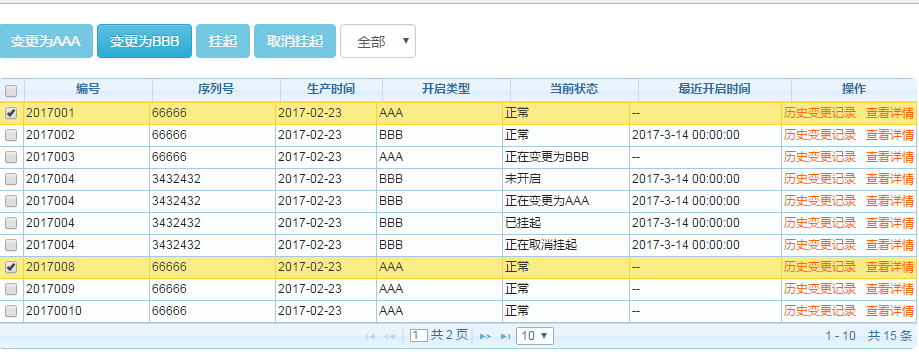 变更为AAA 变更为BBB 挂起 取消挂起 全部
编号 序列号 生产时间 开启类型 当前状态 最近开启时间 操作
2017001 66666 2017-02-23 AAA 正常 -- 历史变更记录 查看详情
2017002 66666 2017-02-23 BBB 正常 2017-3-14 00:00:00 历史变更记录 查看详情
2017003 66666 2017-02-23 AAA 正在变更为BBB -- 历史变更记录 查看详情
2017004 3432432 2017-02-23 BBB 未开启 2017-3-14 00:00:00 历史变更记录 查看详情
2017004 3432432 2017-02-23 BBB 正在变更为AAA 2017-3-14 00:00:00 历史变更记录 查看详情
2017004 3432432 2017-02-23 BBB 已挂起 2017-3-14 00:00:00 历史变更记录 查看详情
2017004 3432432 2017-02-23 BBB 正在取消挂起 2017-3-14 00:00:00 历史变更记录 查看详情
2017008 66666 2017-02-23 AAA 正常 -- 历史变更记录 查看详情
2017009 66666 2017-02-23 AAA 正常 -- 历史变更记录 查看详情
20170010 66666 2017-02-23 AAA 正常 -- 历史变更记录 查看详情
1 共 2 页 10 1 - 10 共 15 条